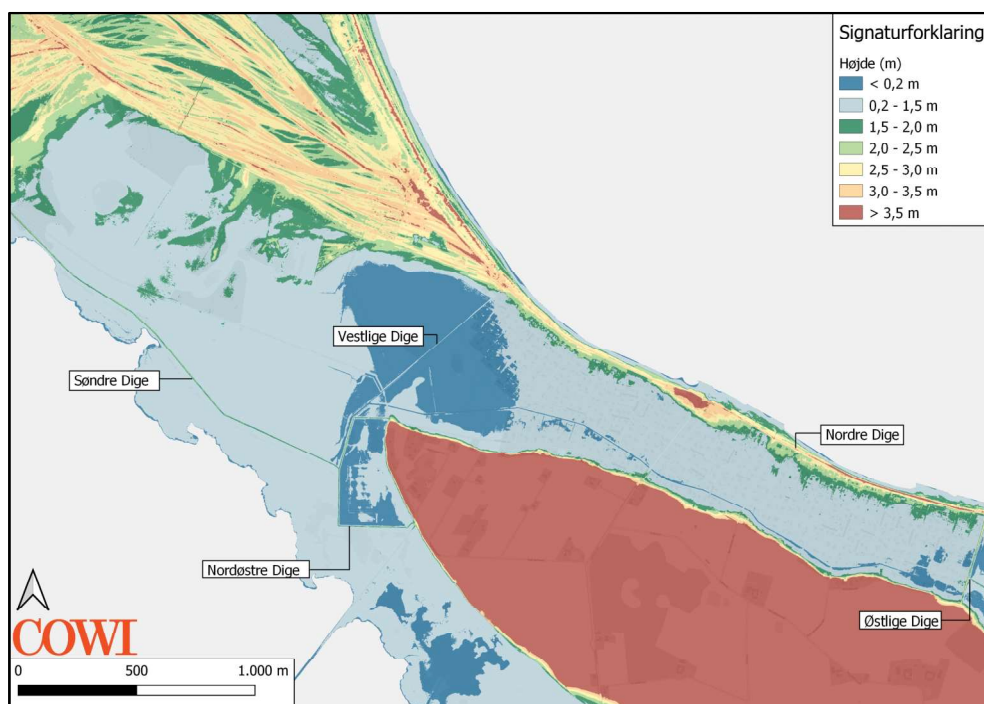 Signaturforklaring
Højde (m)
< 0,2 m
0,2 - 1,5 m
1,5 - 2,0 m
2,0 - 2,5 m
2,5 - 3,0 m
3,0 - 3,5 m
> 3,5 m
Vestlige Dige
Søndre Dige
Nordre Dige
Nordøstre Dige
Østlige Dige
COWI
0 500 1.000 m